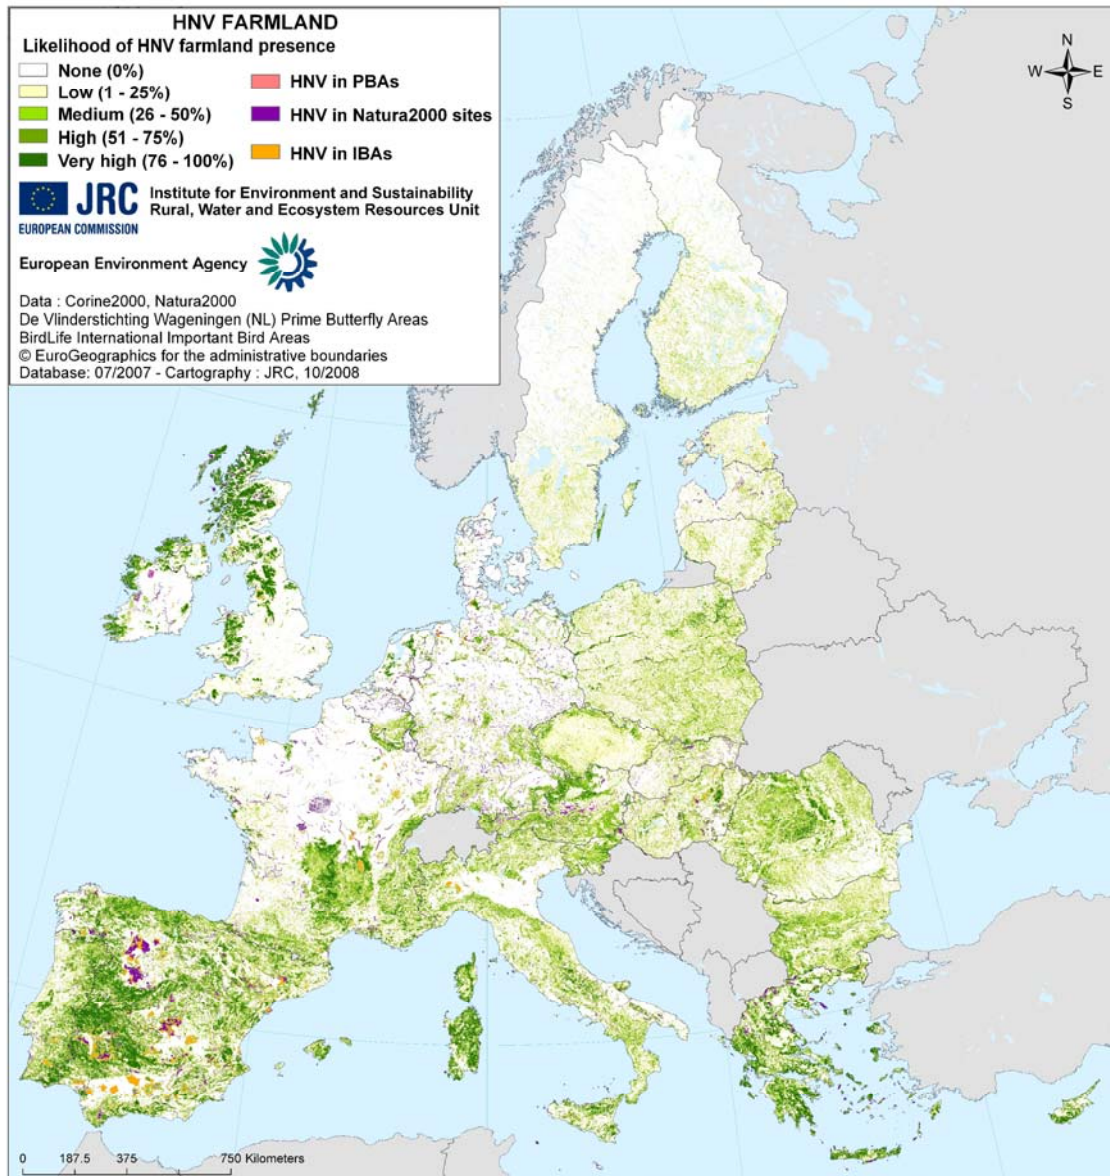 HNV FARMLAND
Likelihood of HNV farmland presence
None (0%)
Low (1 - 25%)
Medium (26 - 50%)
High (51 - 75%)
Very high (76 - 100%)
HNV in PBAs
HNV in Natura2000 sites
HNV in IBAs
JRC
EUROPEAN COMMISSION
Institute for Environment and Sustainability
Rural, Water and Ecosystem Resources Unit
European Environment Agency
Data : Corine2000, Natura2000
De Vlinderstichting Wageningen (NL) Prime Butterfly Areas
BirdLife International Important Bird Areas
© EuroGeographics for the administrative boundaries
Database: 07/2007 - Cartography : JRC, 10/2008
N
W E
S
0 187.5 375 750 Kilometers